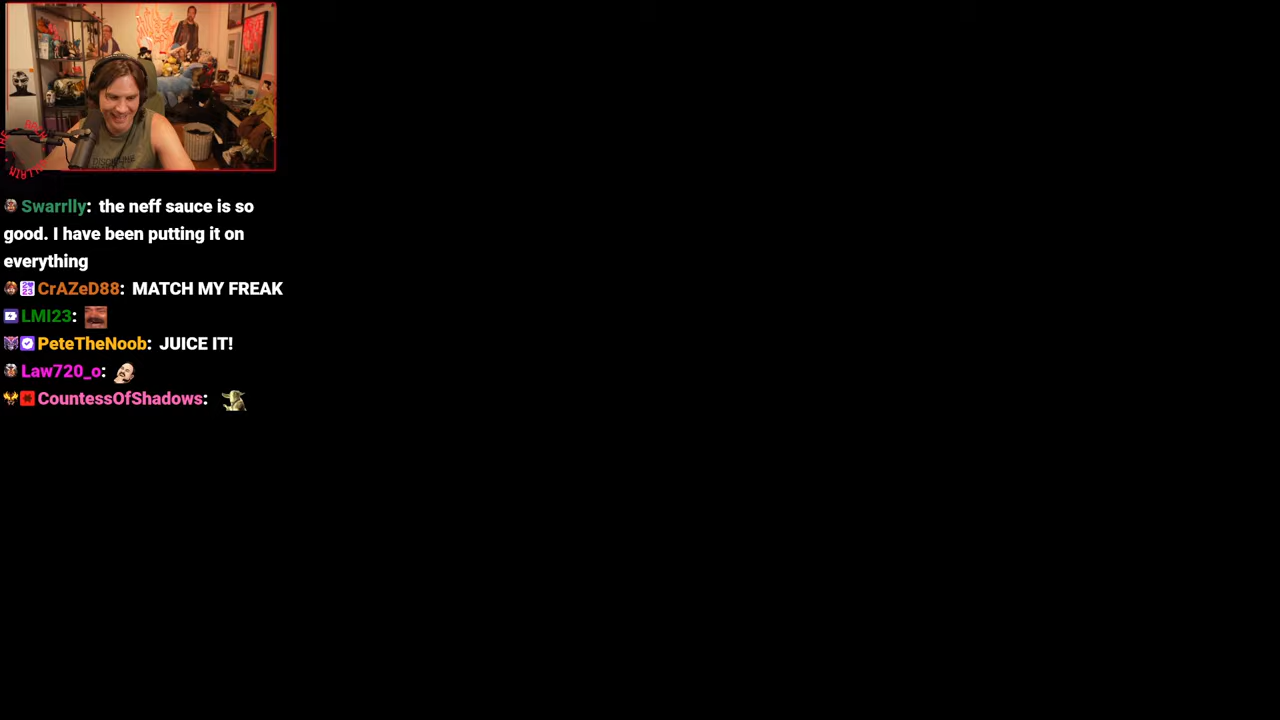 DISCIPLINE
Swarrlly: the neff sauce is so
good. I have been putting it on
everything
CrAZeD88: MATCH MY FREAK
LMI23:
PeteTheNoob: JUICE IT!
Law720_o:
CountessOfShadows: